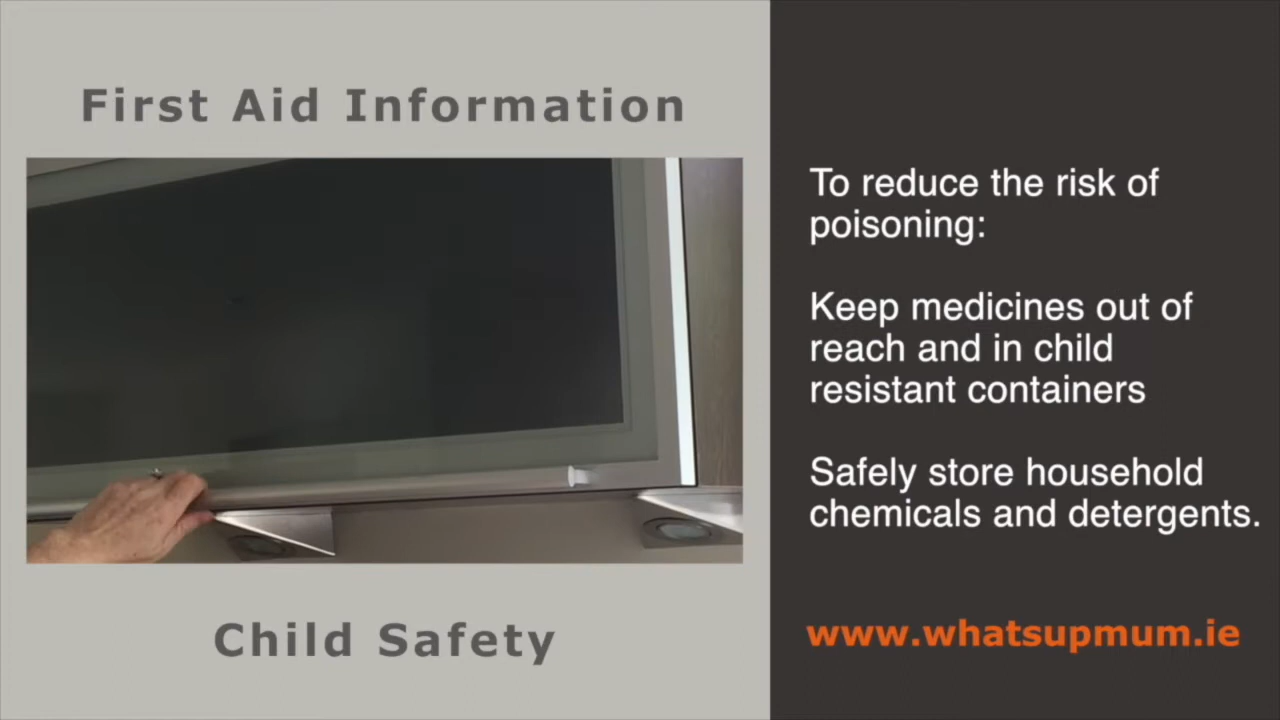 First Aid Information
Child Safety
To reduce the risk of
poisoning:
Keep medicines out of
reach and in child
resistant containers
Safely store household
chemicals and detergents.
www.whatsupmum.ie